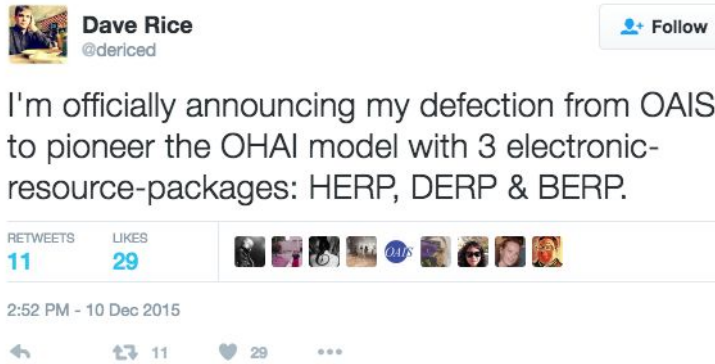 Dave Rice
@dericed
Follow
I'm officially announcing my defection from OAIS
to pioneer the OHAI model with 3 electronic-
resource-packages: HERP, DERP & BERP.
RETWEETS LIKES
11 29
OAIS
2:52 PM - 10 Dec 2015
11 29